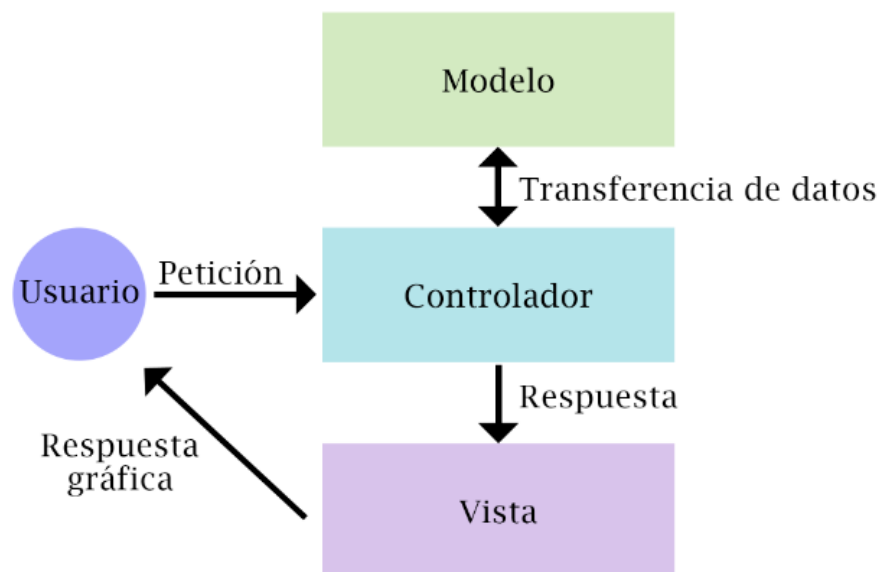 Modelo
Transferencia de datos
Usuario
Petición
Controlador
Respuesta
Respuesta
gráfica
Vista